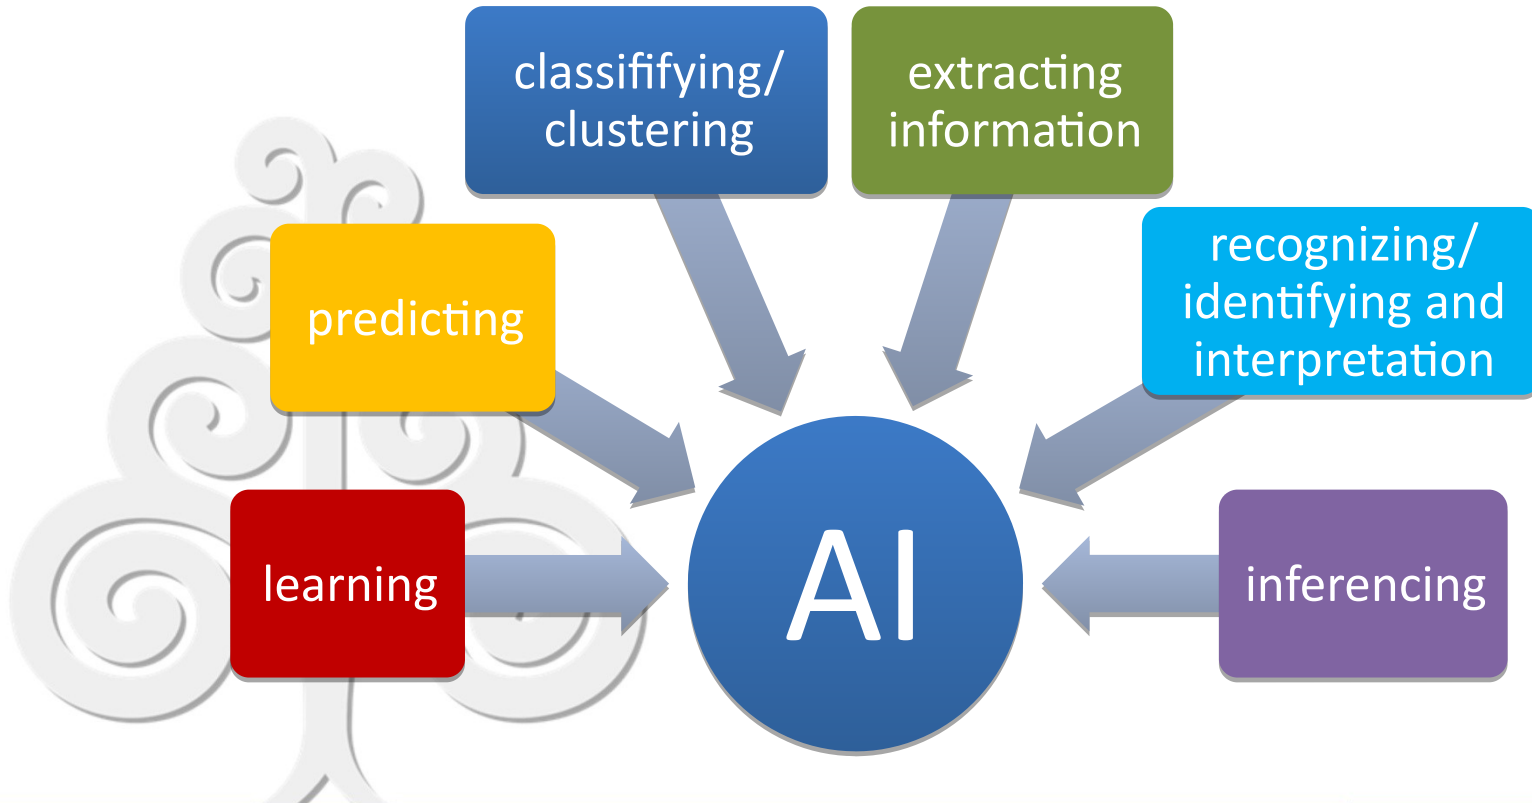 classififying/
clustering
extracting
information
recognizing/
identifying and
interpretation
predicting
learning
AI
inferencing